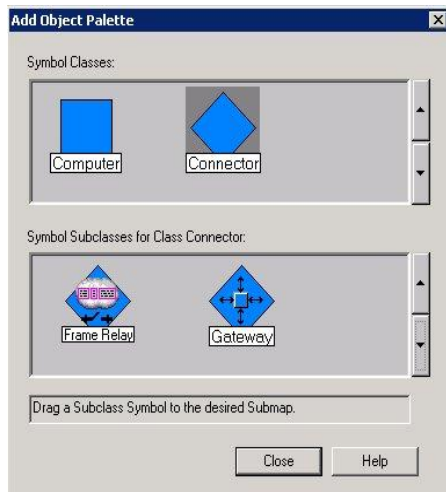 Add Object Palette
Symbol Classes:
Computer
Connector
Symbol Subclasses for Class Connector:
Frame Relay
Gateway
Drag a Subclass Symbol to the desired Submap.
Close
Help